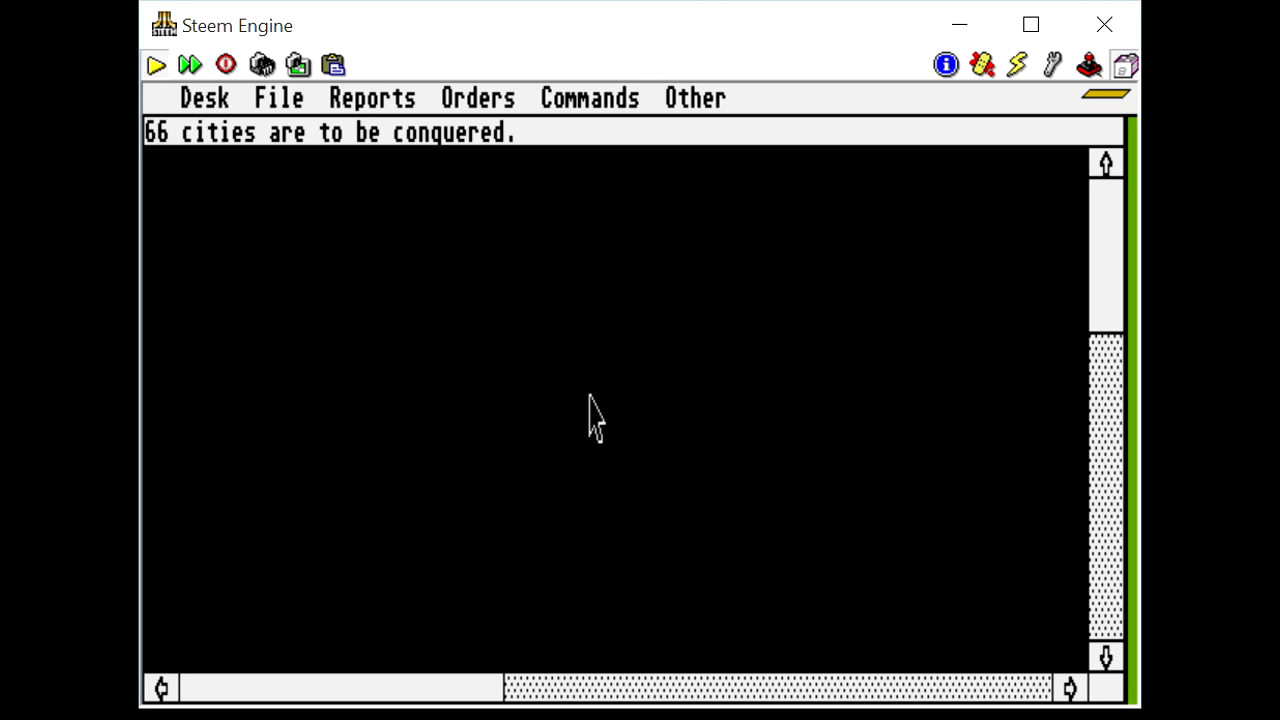 Steem Engine
Desk File Reports Orders Commands Other
66 cities are to be conquered.